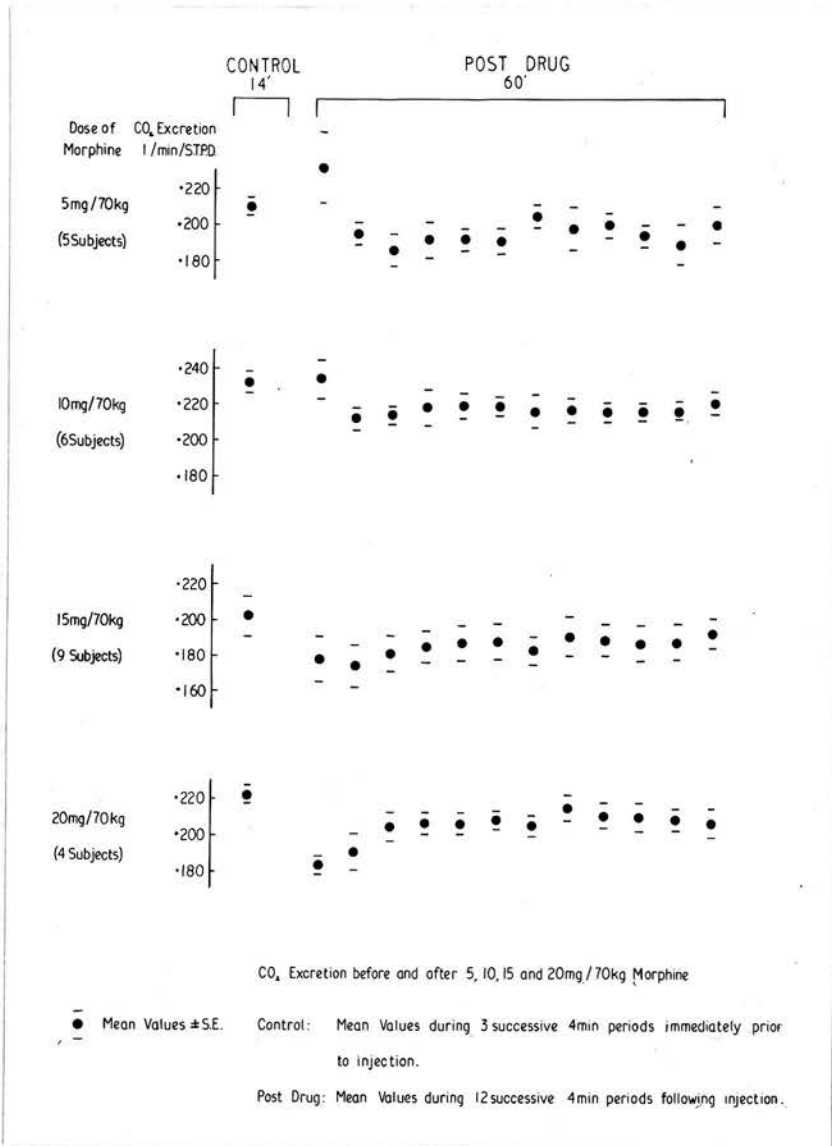 CONTROL
14'
POST DRUG
60'
Dose of Morphine
CO₂ Excretion
l/min/S.T.P.D.
5mg/70kg
(5 Subjects)
·220
·200
·180
10mg/70kg
(6 Subjects)
·240
·220
·200
·180
15mg/70kg
(9 Subjects)
·220
·200
·180
·160
20mg/70kg
(4 Subjects)
·220
·200
·180
CO₂ Excretion before and after 5, 10, 15 and 20mg/70kg Morphine
Mean Values ± S.E.
Control: Mean Values during 3 successive 4min periods immediately prior
to injection.
Post Drug: Mean Values during 12 successive 4min periods following injection.